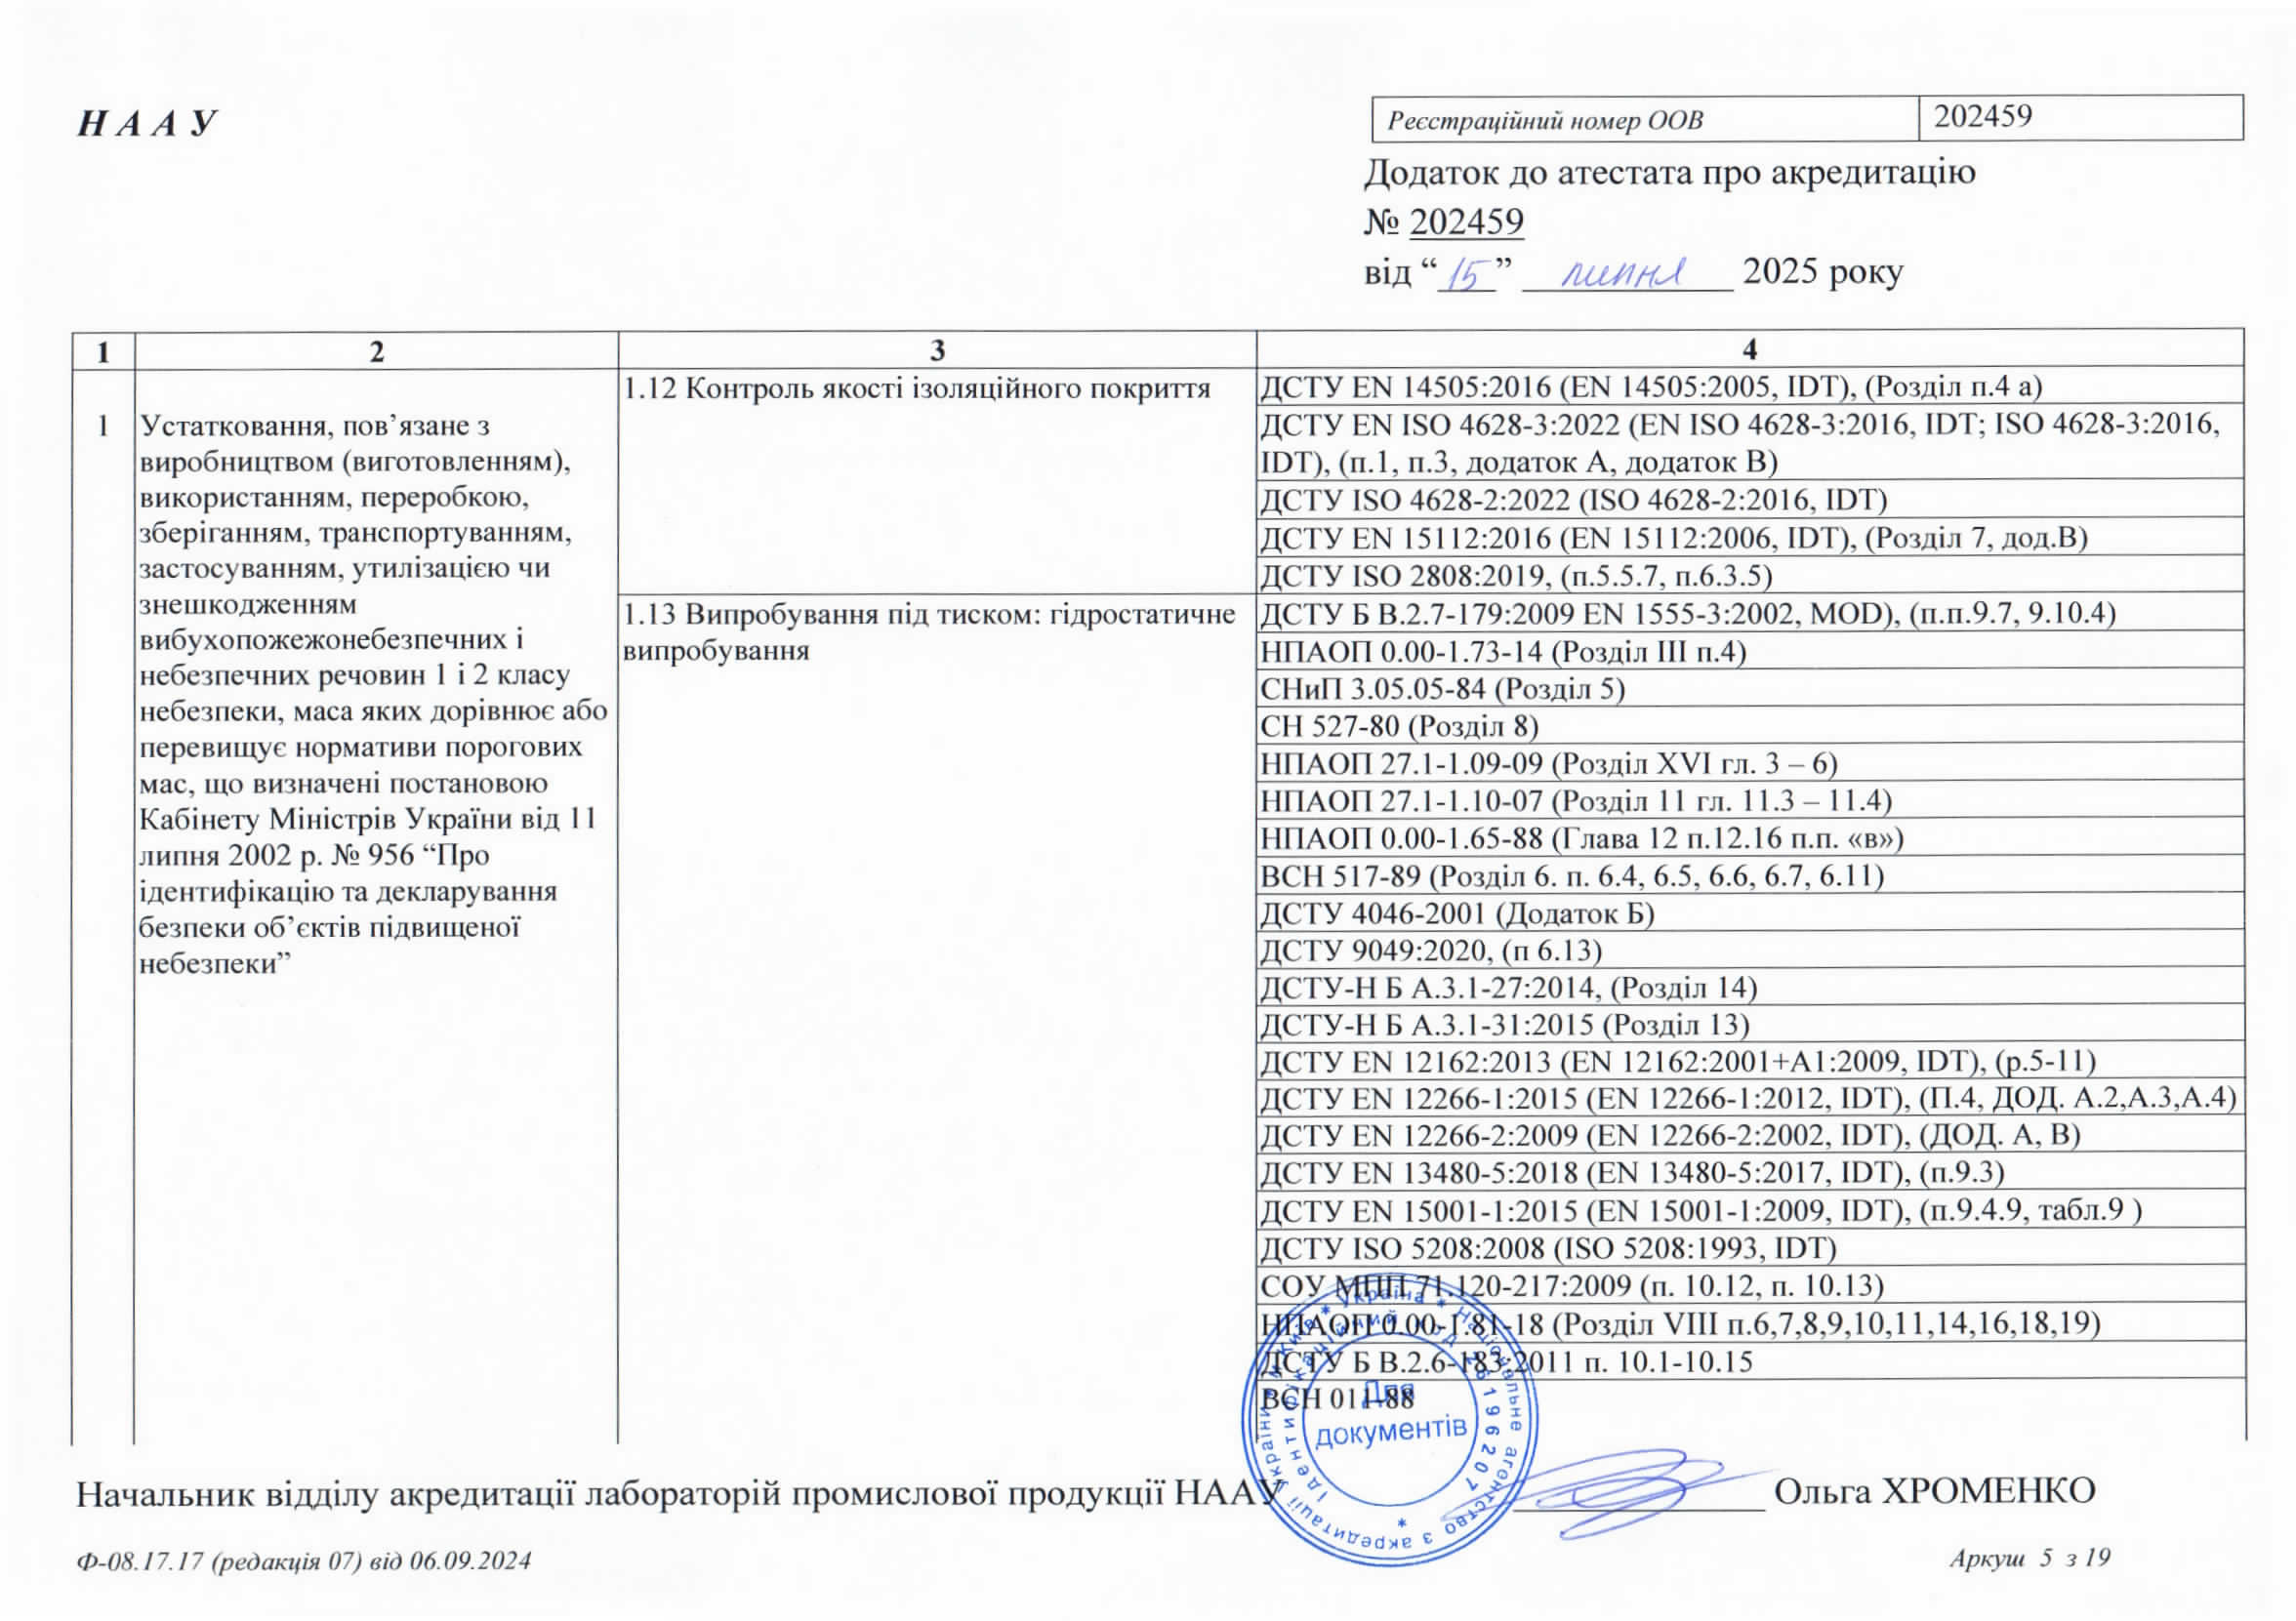 Н А А У
Реєстраційний номер ООВ 202459
Додаток до атестата про акредитацію
№ 202459
від “15” липня 2025 року
1 2 3 4
1
Устатковання, пов’язане з
виробництвом (виготовленням),
використанням, переробкою,
зберіганням, транспортуванням,
застосуванням, утилізацією чи
знешкодженням
вибухопожежонебезпечних і
небезпечних речовин 1 і 2 класу
небезпеки, маса яких дорівнює або
перевищує нормативи порогових
мас, що визначені постановою
Кабінету Міністрів України від 11
липня 2002 р. № 956 “Про
ідентифікацію та декларування
безпеки об’єктів підвищеної
небезпеки”
1.12 Контроль якості ізоляційного покриття
ДСТУ EN 14505:2016 (EN 14505:2005, IDT), (Розділ п.4 а)
ДСТУ EN ISO 4628-3:2022 (EN ISO 4628-3:2016, IDT; ISO 4628-3:2016,
IDT), (п.1, п.3, додаток А, додаток В)
ДСТУ ISO 4628-2:2022 (ISO 4628-2:2016, IDT)
ДСТУ EN 15112:2016 (EN 15112:2006, IDT), (Розділ 7, дод.В)
ДСТУ ISO 2808:2019, (п.5.5.7, п.6.3.5)
1.13 Випробування під тиском: гідростатичне
випробування
ДСТУ Б В.2.7-179:2009 EN 1555-3:2002, MOD), (п.п.9.7, 9.10.4)
НПАОП 0.00-1.73-14 (Розділ III п.4)
СНиП 3.05.05-84 (Розділ 5)
СН 527-80 (Розділ 8)
НПАОП 27.1-1.09-09 (Розділ XVI гл. 3 – 6)
НПАОП 27.1-1.10-07 (Розділ 11 гл. 11.3 – 11.4)
НПАОП 0.00-1.65-88 (Глава 12 п.12.16 п.п. «в»)
ВСН 517-89 (Розділ 6. п. 6.4, 6.5, 6.6, 6.7, 6.11)
ДСТУ 4046-2001 (Додаток Б)
ДСТУ 9049:2020, (п 6.13)
ДСТУ-Н Б А.3.1-27:2014, (Розділ 14)
ДСТУ-Н Б А.3.1-31:2015 (Розділ 13)
ДСТУ EN 12162:2013 (EN 12162:2001+А1:2009, IDT), (р.5-11)
ДСТУ EN 12266-1:2015 (EN 12266-1:2012, IDT), (П.4, ДОД. А.2,А.3,А.4)
ДСТУ EN 12266-2:2009 (EN 12266-2:2002, IDT), (ДОД. А, В)
ДСТУ EN 13480-5:2018 (EN 13480-5:2017, IDT), (п.9.3)
ДСТУ EN 15001-1:2015 (EN 15001-1:2009, IDT), (п.9.4.9, табл.9 )
ДСТУ ISO 5208:2008 (ISO 5208:1993, IDT)
СОУ МПП 71.120-217:2009 (п. 10.12, п. 10.13)
НПАОП 0.00-1.81-18 (Розділ VIII п.6,7,8,9,10,11,14,16,18,19)
ДСТУ Б В.2.6-183:2011 п. 10.1-10.15
ВСН 011-88
Україна * Національне агентство з акредитації України * м.Київ *
Ідентифікаційний код 26196207
Для
документів
Начальник відділу акредитації лабораторій промислової продукції НААУ
Ольга ХРОМЕНКО
Ф-08.17.17 (редакція 07) від 06.09.2024
Аркуш 5 з 19